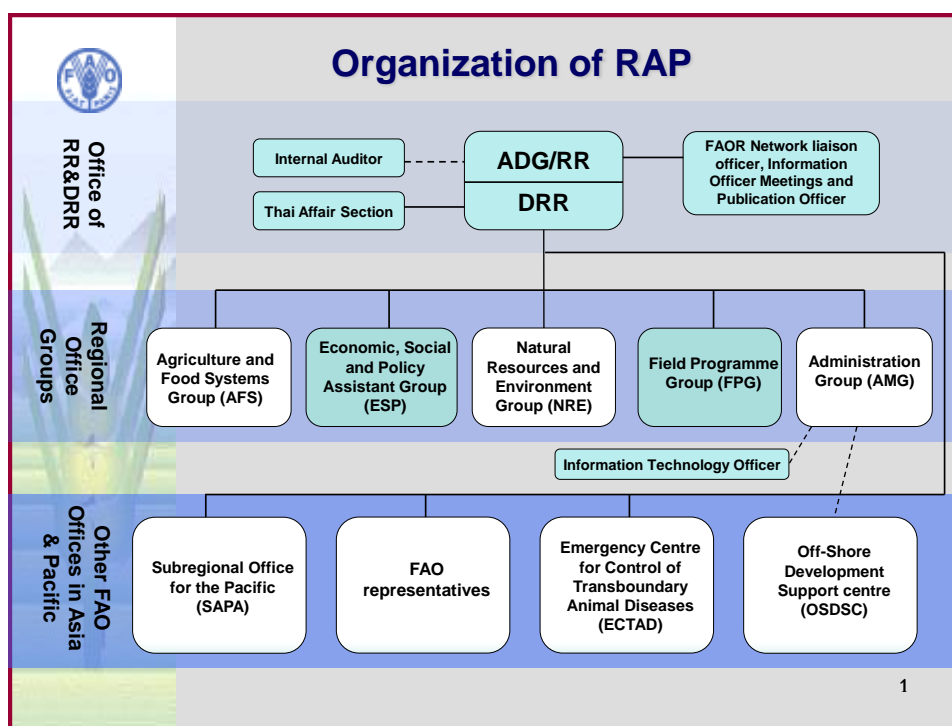 Organization of RAP
F A O
FIAT PANIS
Office of
RR&DRR
Internal Auditor
Thai Affair Section
ADG/RR
DRR
FAOR Network liaison
officer, Information
Officer Meetings and
Publication Officer
Regional
Office
Groups
Agriculture and
Food Systems
Group (AFS)
Economic, Social
and Policy
Assistant Group
(ESP)
Natural
Resources and
Environment
Group (NRE)
Field Programme
Group (FPG)
Administration
Group (AMG)
Information Technology Officer
Other FAO
Offices in Asia
& Pacific
Subregional Office
for the Pacific
(SAPA)
FAO
representatives
Emergency Centre
for Control of
Transboundary
Animal Diseases
(ECTAD)
Off-Shore
Development
Support centre
(OSDSC)
1